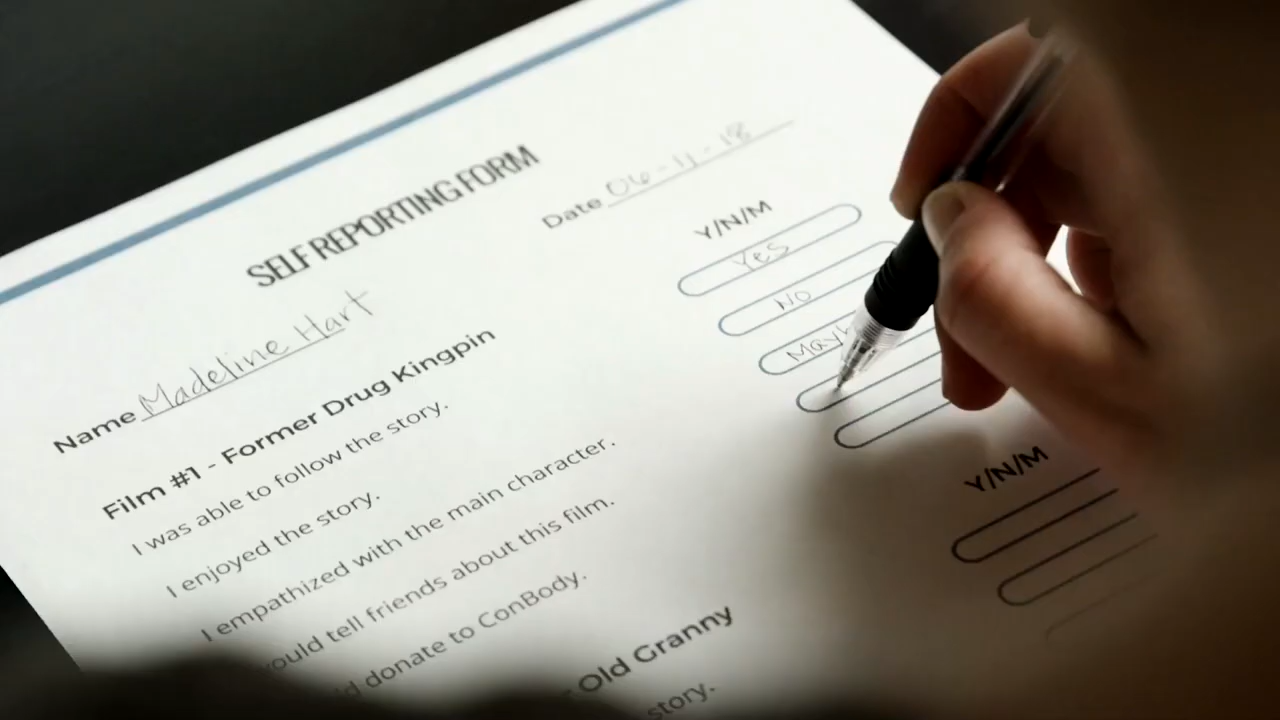 SELF REPORTING FORM
Name Madeline Hart Date 06-11-18
Film #1 - Former Drug Kingpin Y/N/M
I was able to follow the story. Yes
I enjoyed the story. No
I empathized with the main character.
would tell friends about this film.
donate to ConBody.
Old Granny Y/N/M
story.